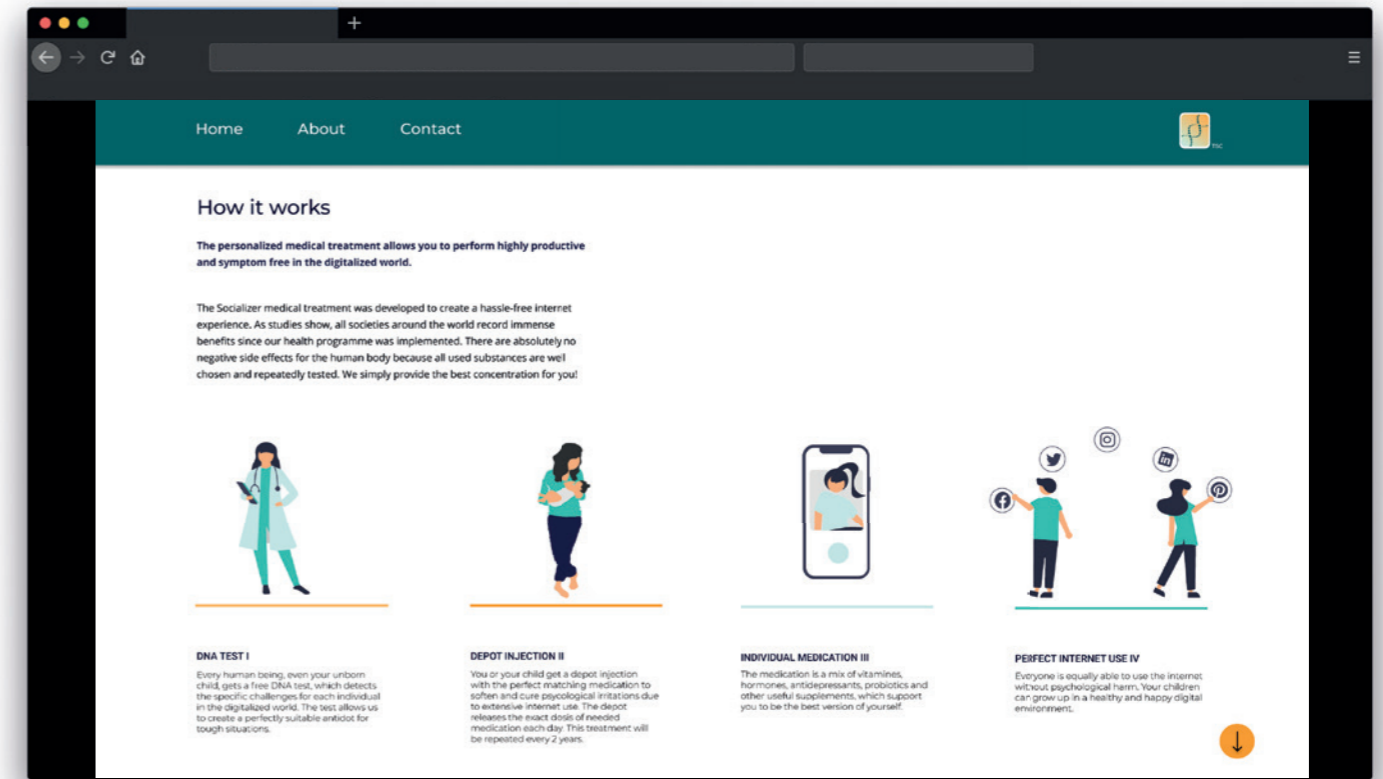 Home About Contact
TSC
How it works
The personalized medical treatment allows you to perform highly productive
and symptom free in the digitalized world.
The Socializer medical treatment was developed to create a hassle-free internet
experience. As studies show, all societies around the world record immense
benefits since our health programme was implemented. There are absolutely no
negative side effects for the human body because all used substances are well
chosen and repeatedly tested. We simply provide the best concentration for you!
in
DNA TEST I
Every human being, even your unborn
child, gets a free DNA test, which detects
the specific challenges for each individual
in the digitalized world. The test allows us
to create a perfectly suitable antidot for
tough situations.
DEPOT INJECTION II
You or your child get a depot injection
with the perfect matching medication to
soften and cure psycological irritations due
to extensive internet use. The depot
releases the exact dosis of needed
medication each day. This treatment will
be repeated every 2 years.
INDIVIDUAL MEDICATION III
The medication is a mix of vitamines,
hormones, antidepressants, probiotics and
other useful supplements, which support
you to be the best version of yourself.
PERFECT INTERNET USE IV
Everyone is equally able to use the internet
without psychological harm. Your children
can grow up in a healthy and happy digital
environment.